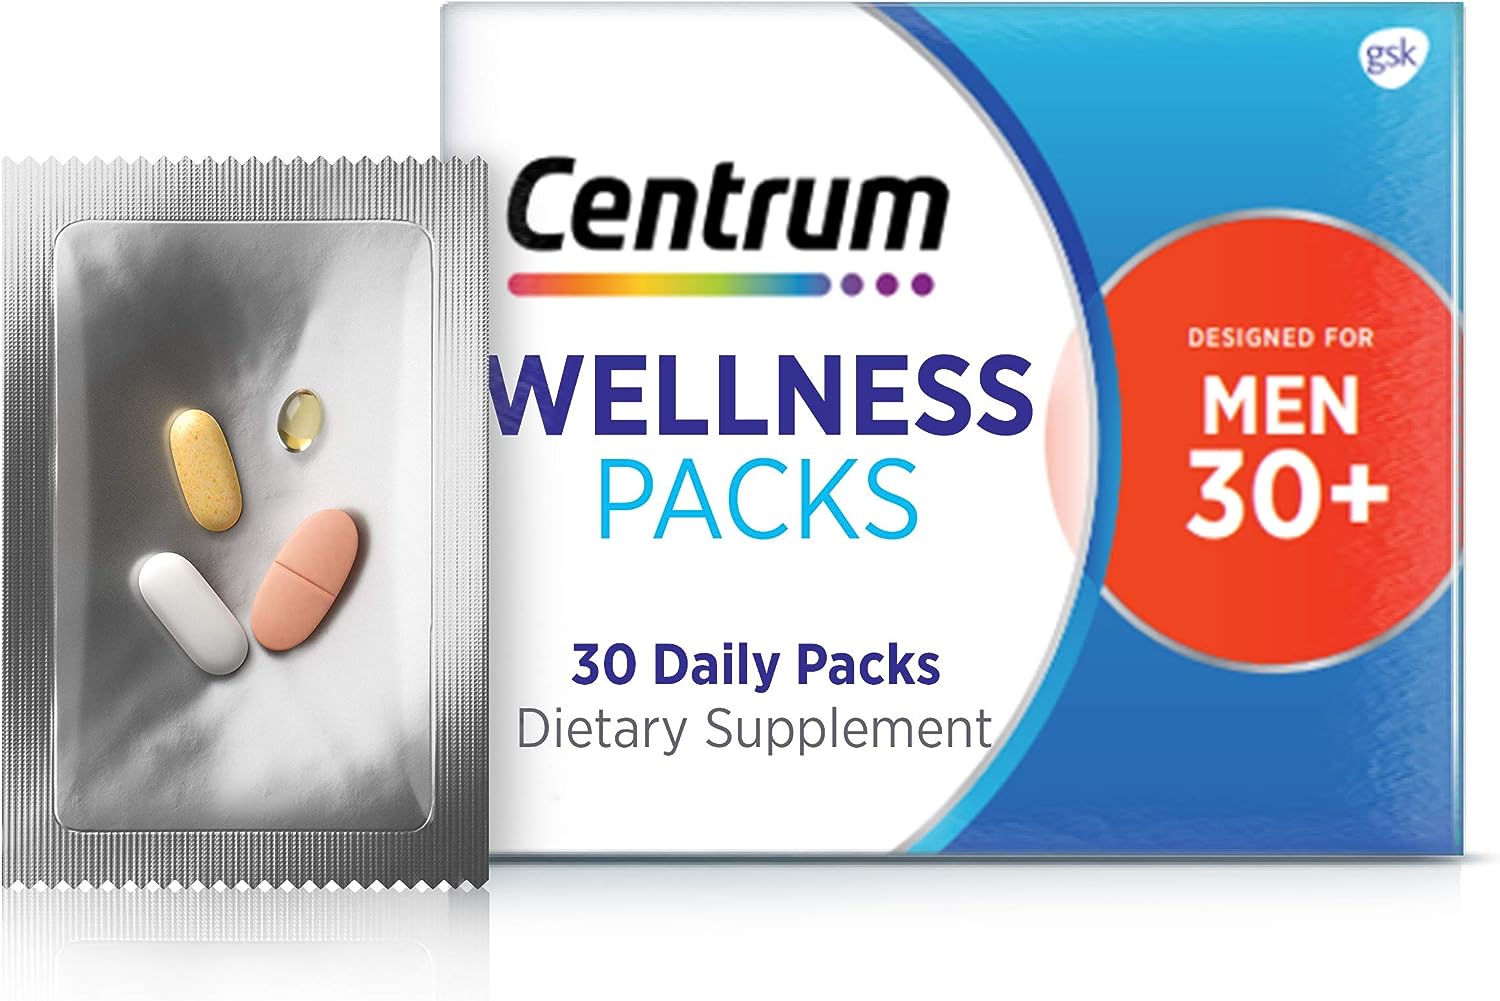 gsk
Centrum
WELLNESS
PACKS
30 Daily Packs
Dietary Supplement
DESIGNED FOR
MEN
30+